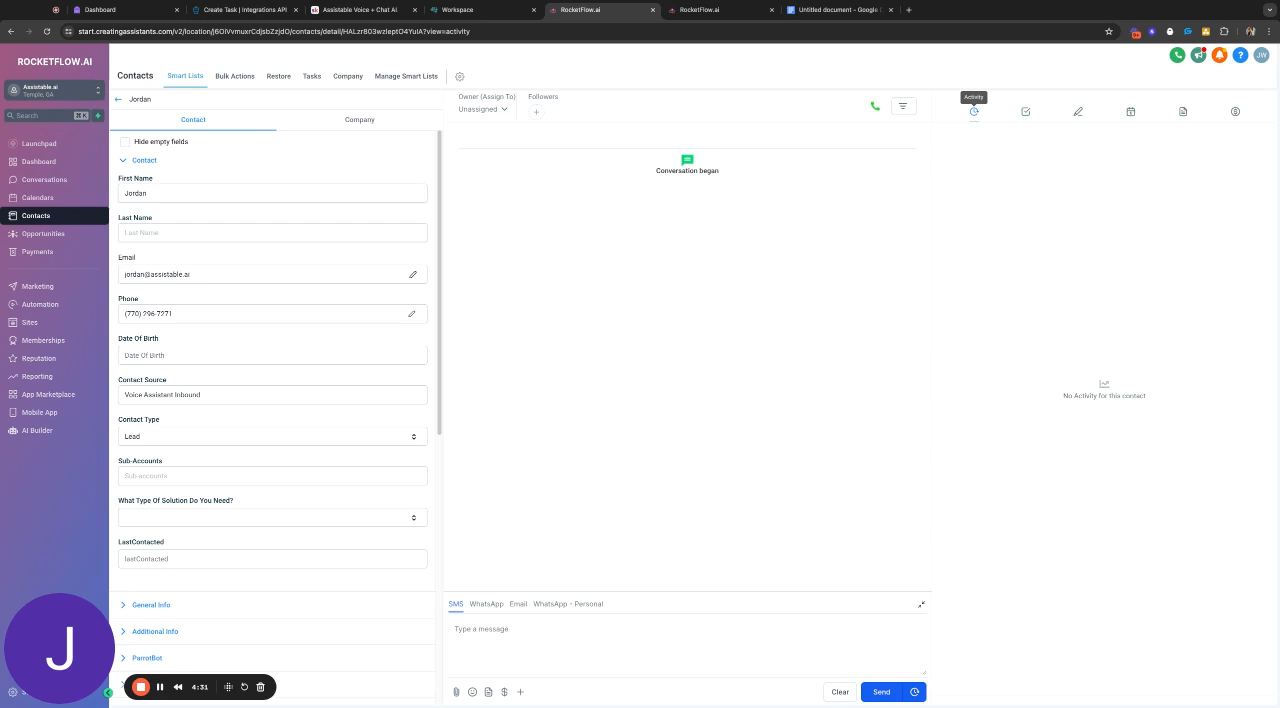 Dashboard
Create Task | Integrations API
Assistable Voice + Chat AI
Workspace
RocketFlow.ai
RocketFlow.ai
Untitled document - Google D
start.creatingassistants.com/v2/location/j6OiVvmuxrCdjsbZzjdO/contacts/detail/HALzr803wzIeptO4YuIA?view=activity
ROCKETFLOW.AI
Assistable.ai
Temple, GA
Search
⌘K
Launchpad
Dashboard
Conversations
Calendars
Contacts
Opportunities
Payments
Marketing
Automation
Sites
Memberships
Reputation
Reporting
App Marketplace
Mobile App
AI Builder
J
JW
Contacts
Smart Lists
Bulk Actions
Restore
Tasks
Company
Manage Smart Lists
Jordan
Contact
Company
Hide empty fields
Contact
First Name
Jordan
Last Name
Last Name
Email
jordan@assistable.ai
Phone
(770) 296-7271
Date Of Birth
Date Of Birth
Contact Source
Voice Assistant Inbound
Contact Type
Lead
Sub-Accounts
Sub-accounts
What Type Of Solution Do You Need?
LastContacted
lastContacted
General Info
Additional Info
ParrotBot
4:31
Owner (Assign To)
Unassigned
Followers
Conversation began
SMS
WhatsApp
Email
WhatsApp - Personal
Type a message
Clear
Send
Activity
No Activity for this contact